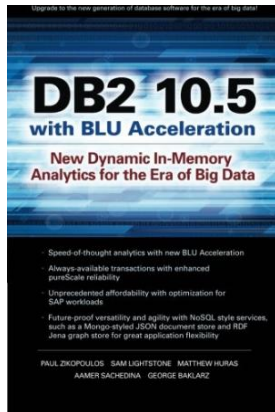 Upgrade to the new generation of database software for the era of big data!
DB2 10.5
with BLU Acceleration
New Dynamic In-Memory
Analytics for the Era of Big Data
· Speed-of-thought analytics with new BLU Acceleration
· Always-available transactions with enhanced
pureScale reliability
· Unprecedented affordability with optimization for
SAP workloads
· Future-proof versatility and agility with NoSQL style services,
such as a Mongo-styled JSON document store and RDF
Jena graph store for great application flexibility
PAUL ZIKOPOULOS SAM LIGHTSTONE MATTHEW HURAS
AAMER SACHEDINA GEORGE BAKLARZ